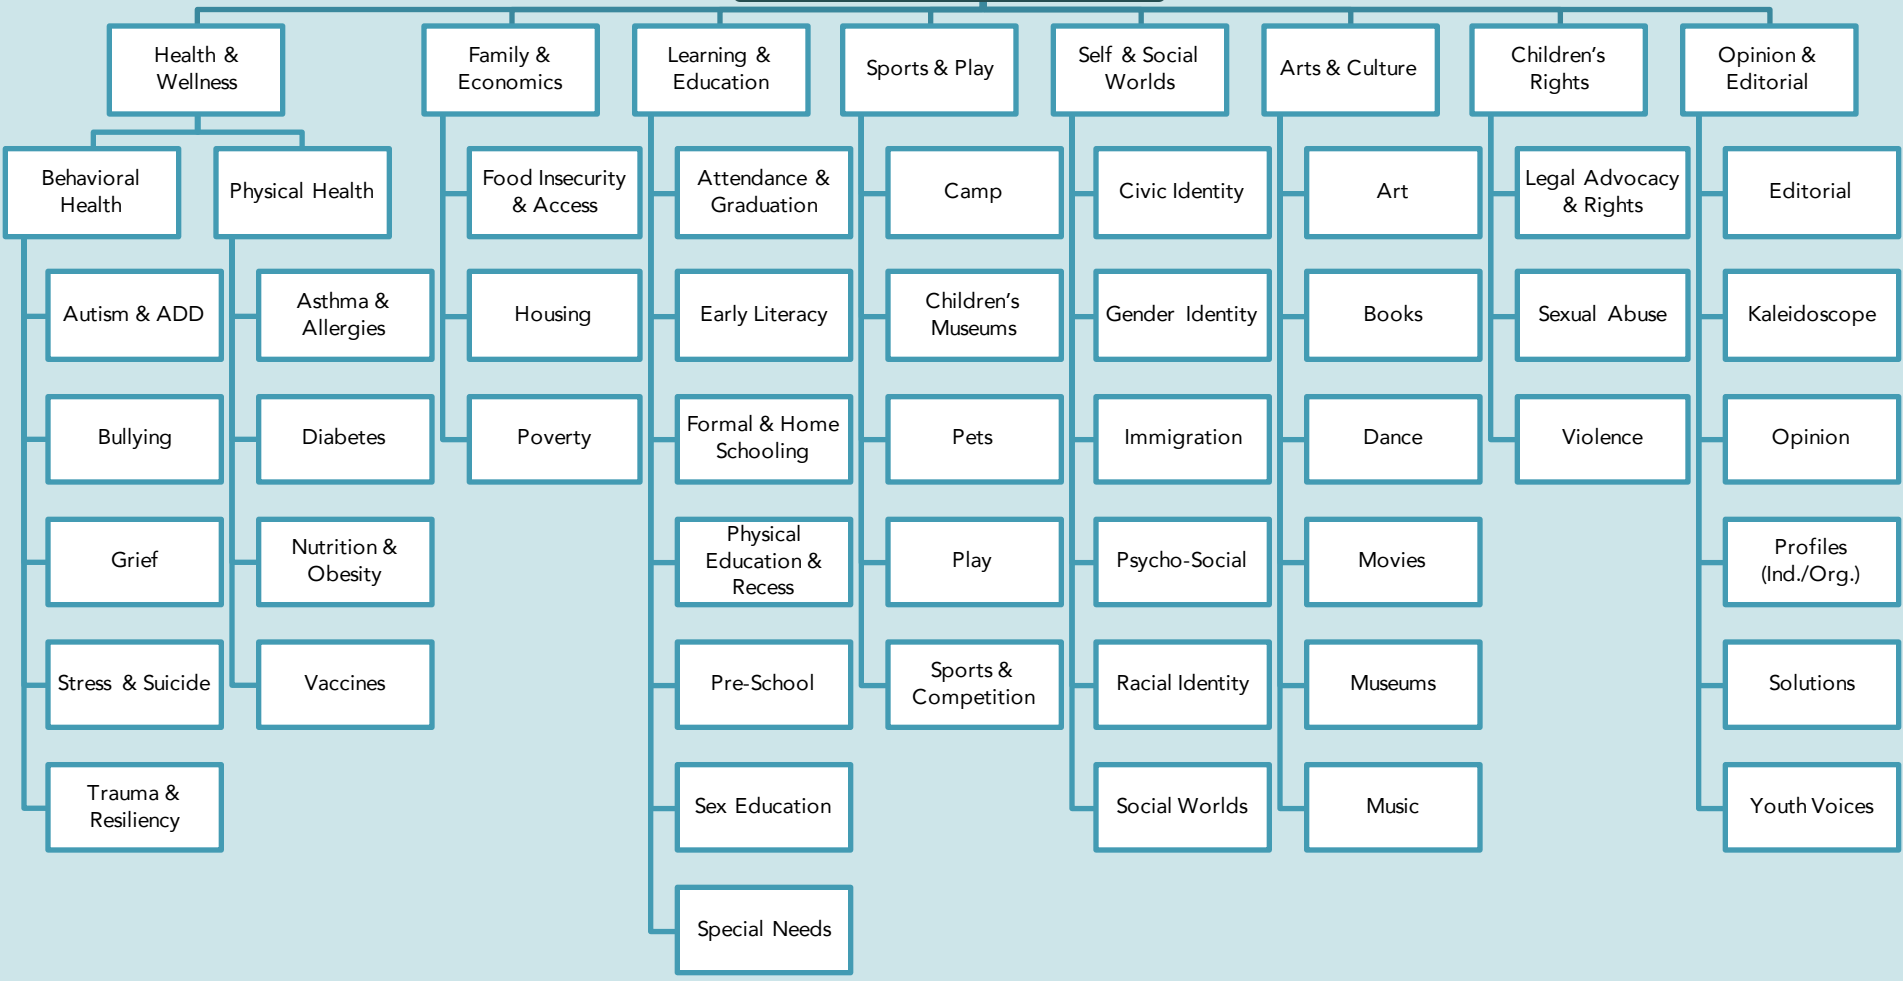 Health &
Wellness
Family &
Economics
Learning &
Education
Sports & Play
Self & Social
Worlds
Arts & Culture
Children's
Rights
Opinion &
Editorial
Behavioral
Health
Physical Health
Food Insecurity
& Access
Attendance &
Graduation
Camp
Civic Identity
Art
Legal Advocacy
& Rights
Editorial
Autism & ADD
Asthma &
Allergies
Housing
Early Literacy
Children's
Museums
Gender Identity
Books
Sexual Abuse
Kaleidoscope
Bullying
Diabetes
Poverty
Formal & Home
Schooling
Pets
Immigration
Dance
Violence
Opinion
Grief
Nutrition &
Obesity
Physical
Education &
Recess
Play
Psycho-Social
Movies
Profiles
(Ind./Org.)
Stress & Suicide
Vaccines
Pre-School
Sports &
Competition
Racial Identity
Museums
Solutions
Trauma &
Resiliency
Sex Education
Social Worlds
Music
Youth Voices
Special Needs